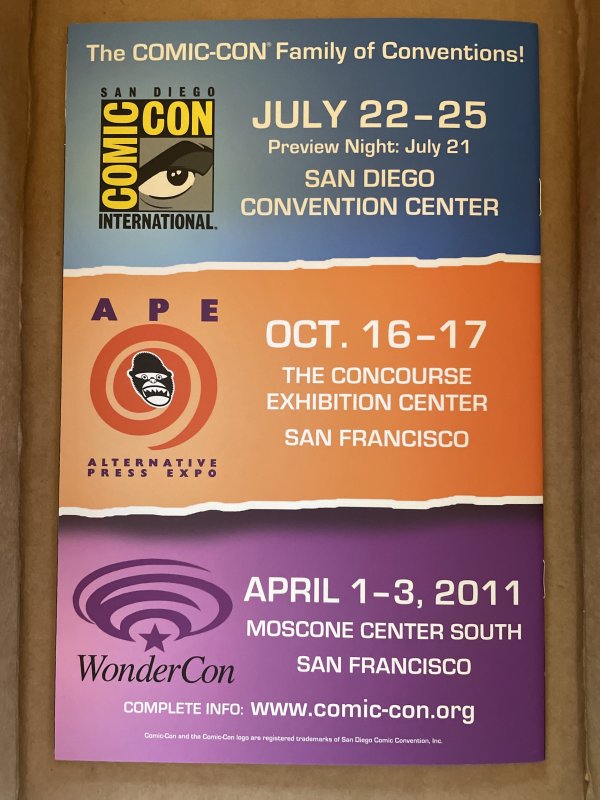 The COMIC-CON® Family of Conventions!
SAN DIEGO
COMIC CON
INTERNATIONAL®
JULY 22–25
Preview Night: July 21
SAN DIEGO
CONVENTION CENTER
APE
ALTERNATIVE
PRESS EXPO
OCT. 16–17
THE CONCOURSE
EXHIBITION CENTER
SAN FRANCISCO
WonderCon
APRIL 1–3, 2011
MOSCONE CENTER SOUTH
SAN FRANCISCO
COMPLETE INFO: www.comic-con.org
Comic-Con and the Comic-Con logo are registered trademarks of San Diego Comic Convention, Inc.